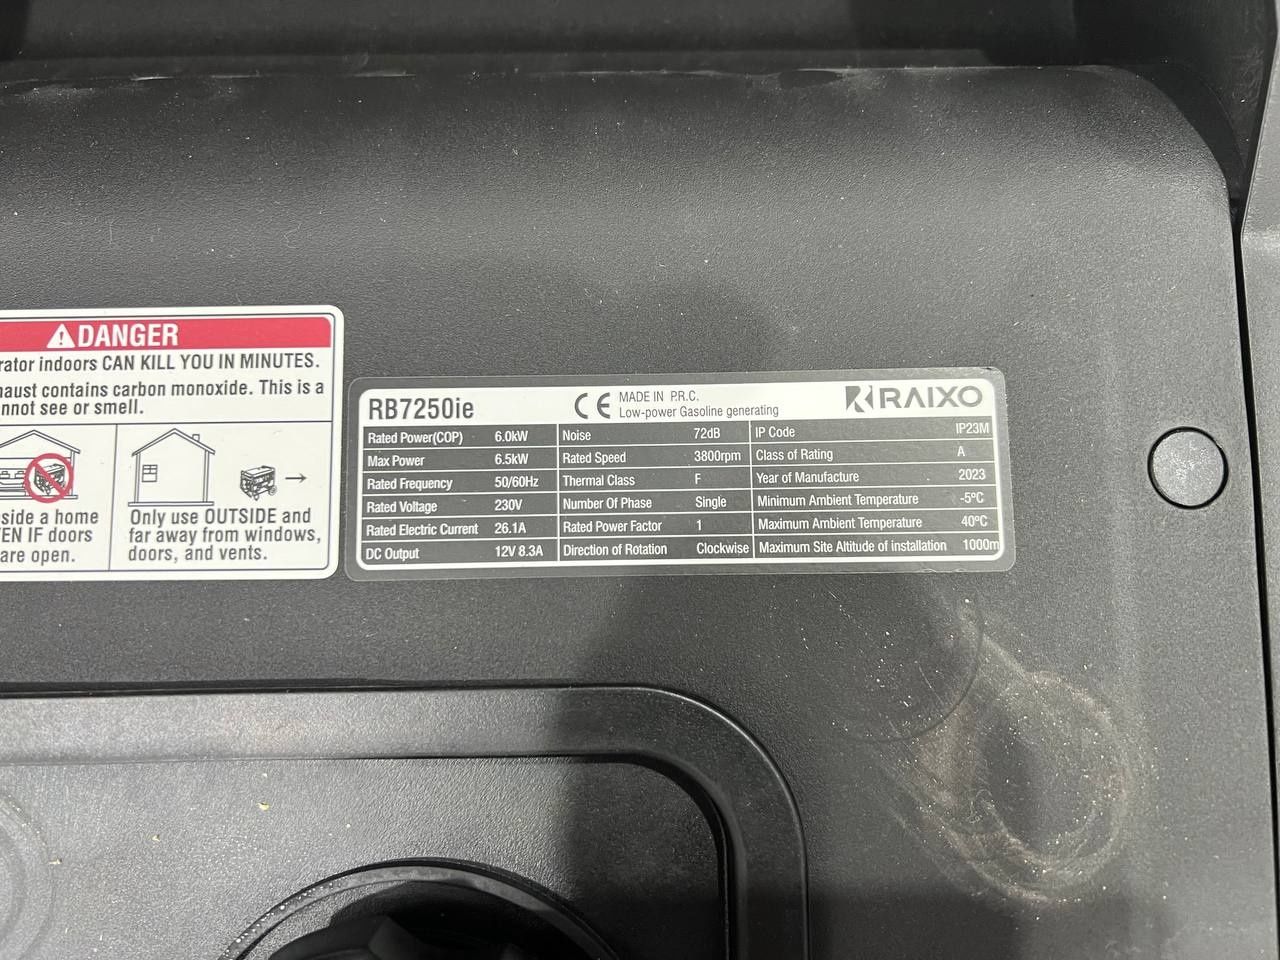 DANGER
rator indoors CAN KILL YOU IN MINUTES.
haust contains carbon monoxide. This is a
nnot see or smell.
side a home
EN IF doors
are open.
Only use OUTSIDE and
far away from windows,
doors, and vents.
RB7250ie CE MADE IN P.R.C. RAIXO
Low-power Gasoline generating
Rated Power(COP) 6.0kW Noise 72dB IP Code IP23M
Max Power 6.5kW Rated Speed 3800rpm Class of Rating A
Rated Frequency 50/60Hz Thermal Class F Year of Manufacture 2023
Rated Voltage 230V Number Of Phase Single Minimum Ambient Temperature -5ºC
Rated Electric Current 26.1A Rated Power Factor 1 Maximum Ambient Temperature 40ºC
DC Output 12V 8.3A Direction of Rotation Clockwise Maximum Site Altitude of installation 1000m